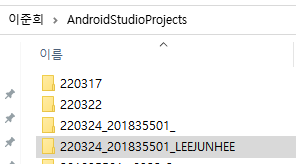 이준희 > AndroidStudioProjects
이름
220317
220322
220324_201835501_
220324_201835501_LEEJUNHEE